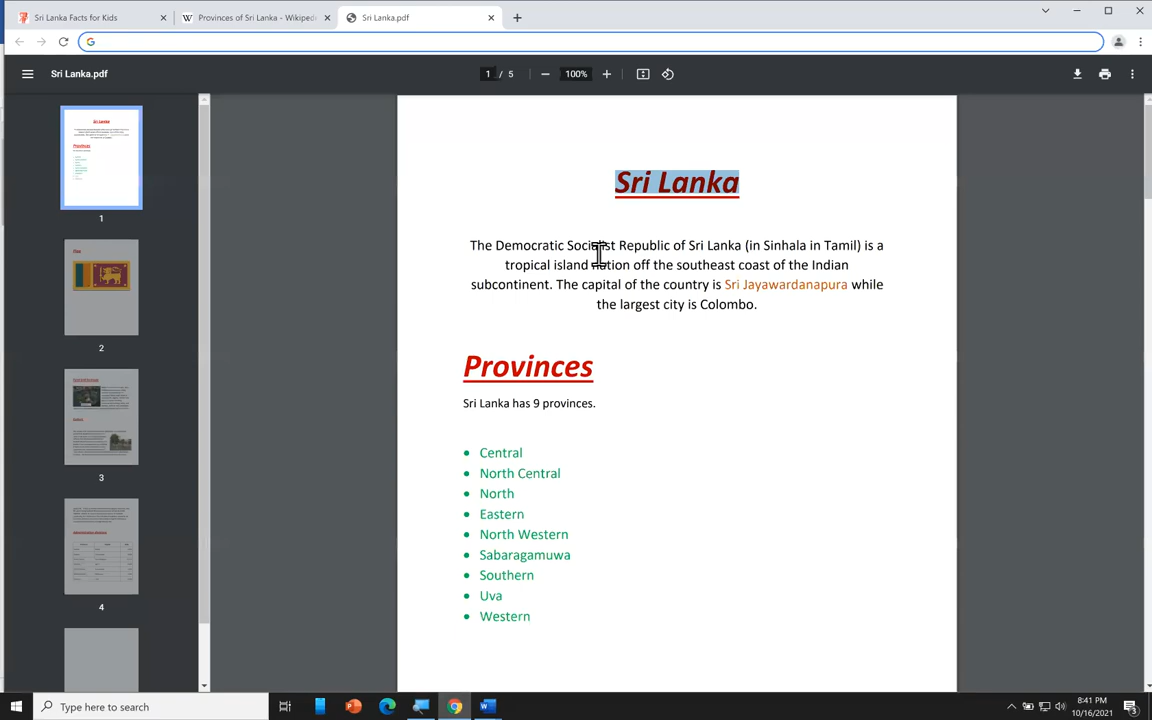 Sri Lanka Facts for Kids
Provinces of Sri Lanka - Wikiped
Sri Lanka.pdf
Sri Lanka.pdf
1 / 5
100%
Sri Lanka
The Democratic Socialist Republic of Sri Lanka (in Sinhala in Tamil) is a
tropical island nation off the southeast coast of the Indian
subcontinent. The capital of the country is Sri Jayawardanapura while
the largest city is Colombo.
Provinces
Sri Lanka has 9 provinces.
• Central
• North Central
• North
• Eastern
• North Western
• Sabaragamuwa
• Southern
• Uva
• Western
1
2
3
4
Type here to search
8:41 PM
10/16/2021
3